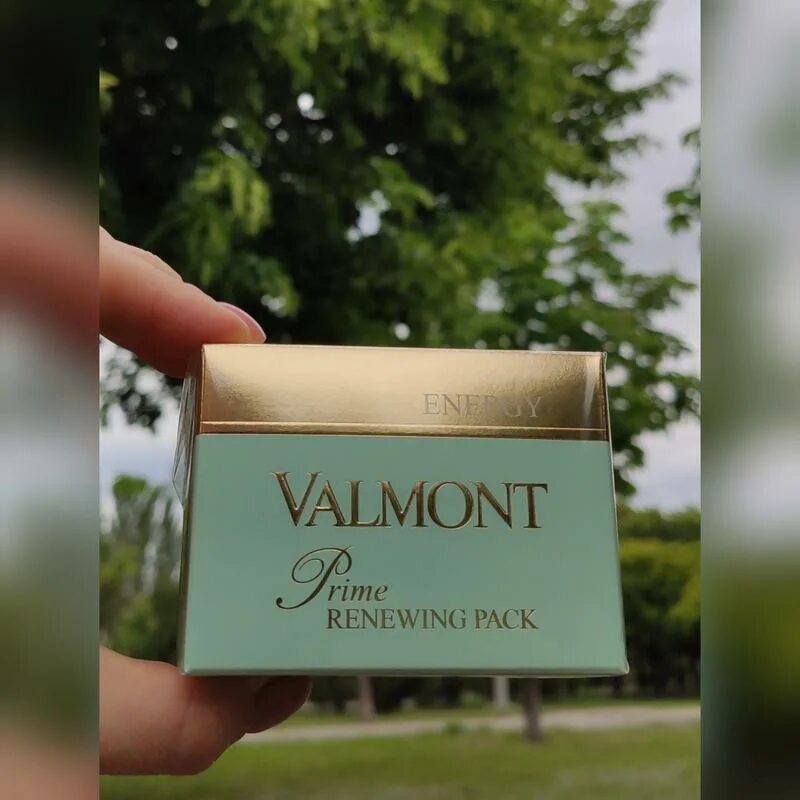 ENERGY
VALMONT
Prime
RENEWING PACK